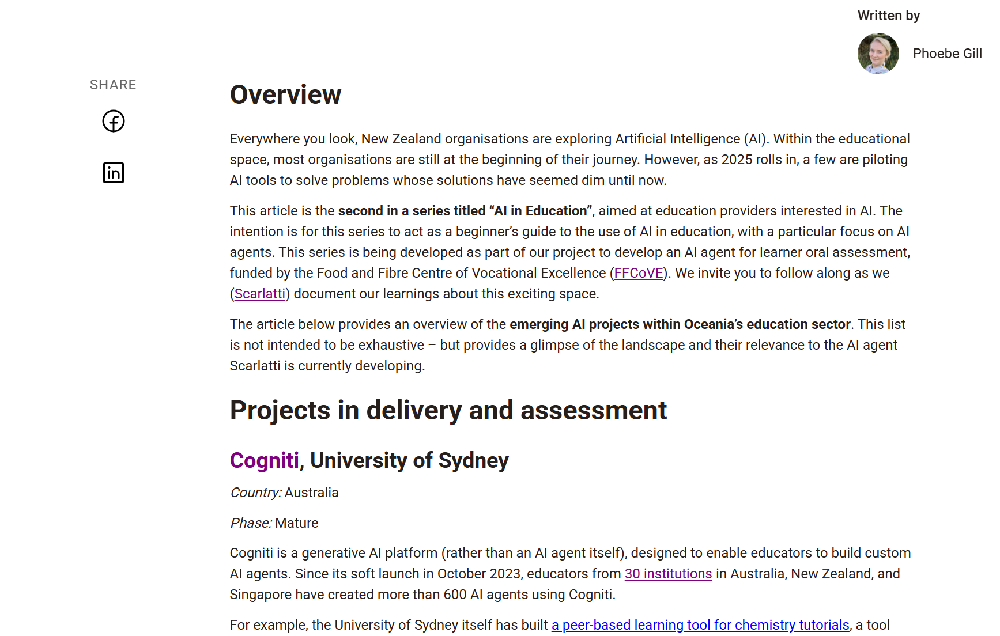 Written by
Phoebe Gill
SHARE
Overview
Everywhere you look, New Zealand organisations are exploring Artificial Intelligence (AI). Within the educational
space, most organisations are still at the beginning of their journey. However, as 2025 rolls in, a few are piloting
AI tools to solve problems whose solutions have seemed dim until now.
This article is the second in a series titled “AI in Education”, aimed at education providers interested in AI. The
intention is for this series to act as a beginner’s guide to the use of AI in education, with a particular focus on AI
agents. This series is being developed as part of our project to develop an AI agent for learner oral assessment,
funded by the Food and Fibre Centre of Vocational Excellence (FFCoVE). We invite you to follow along as we
(Scarlatti) document our learnings about this exciting space.
The article below provides an overview of the emerging AI projects within Oceania’s education sector. This list
is not intended to be exhaustive – but provides a glimpse of the landscape and their relevance to the AI agent
Scarlatti is currently developing.
Projects in delivery and assessment
Cogniti, University of Sydney
Country: Australia
Phase: Mature
Cogniti is a generative AI platform (rather than an AI agent itself), designed to enable educators to build custom
AI agents. Since its soft launch in October 2023, educators from 30 institutions in Australia, New Zealand, and
Singapore have created more than 600 AI agents using Cogniti.
For example, the University of Sydney itself has built a peer-based learning tool for chemistry tutorials, a tool